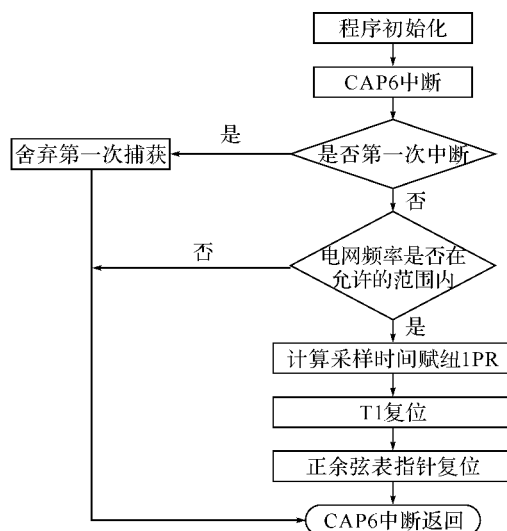 程序初始化
CAP6中断
是否第一次中断
是
舍弃第一次捕获
否
电网频率是否在
允许的范围内
否
是
计算采样时间赋纽1PR
T1复位
正余弦表指针复位
CAP6中断返回